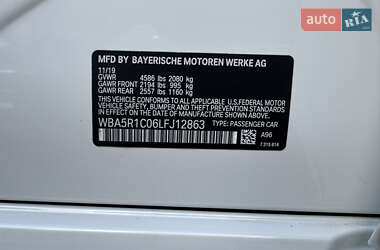 auto RIA
MFD BY BAYERISCHE MOTOREN WERKE AG
11/19
GVWR 4586 lbs 2080 kg
GAWR FRONT 2194 lbs 995 kg
GAWR REAR 2557 lbs 1160 kg
THIS VEHICLE CONFORMS TO ALL APPLICABLE U.S. FEDERAL
MOTOR VEHICLE SAFETY, BUMPER, AND THEFT PREVENTION
STANDARDS IN EFFECT ON THE DATE OF MANUFACTURE SHOWN ABOVE.
WBA5R1C06LFJ12863 TYPE: PASSENGER CAR
A96